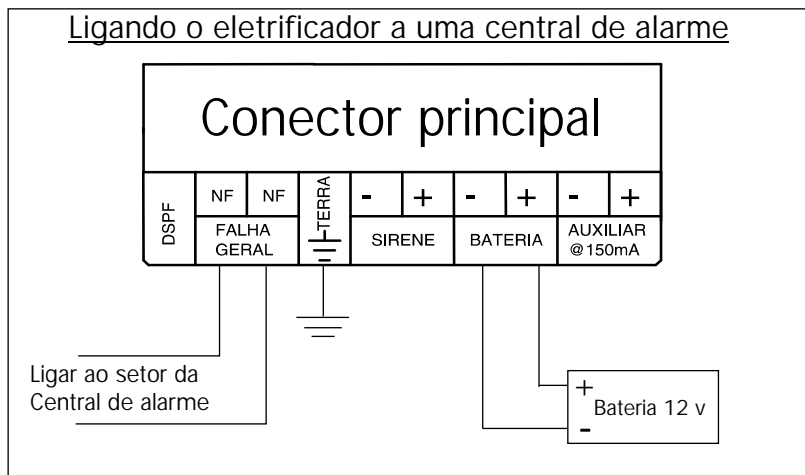 Ligando o eletrificador a uma central de alarme
Conector principal
DSPF
NF NF
FALHA
GERAL
TERRA
- +
SIRENE
- +
BATERIA
- +
AUXILIAR
@150mA
Ligar ao setor da
Central de alarme
+
Bateria 12 v
-